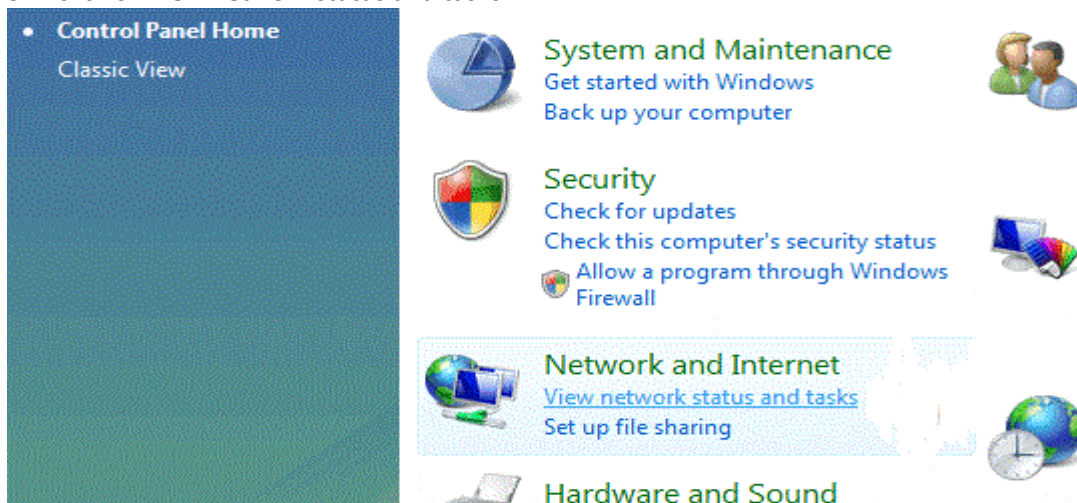 Control Panel Home
Classic View
System and Maintenance
Get started with Windows
Back up your computer
Security
Check for updates
Check this computer's security status
Allow a program through Windows
Firewall
Network and Internet
View network status and tasks
Set up file sharing
Hardware and Sound